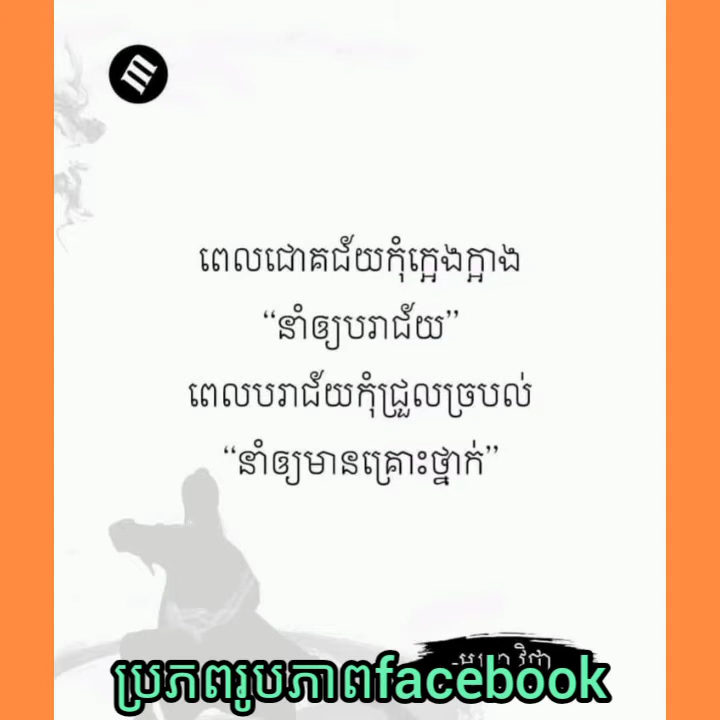 m
ពេលជោគជ័យកុំក្អេងក្អាង
“នាំឲ្យបរាជ័យ”
ពេលបរាជ័យកុំជ្រួលច្របល់
“នាំឲ្យមានគ្រោះថ្នាក់”
ប្រភពរូបភាពfacebook